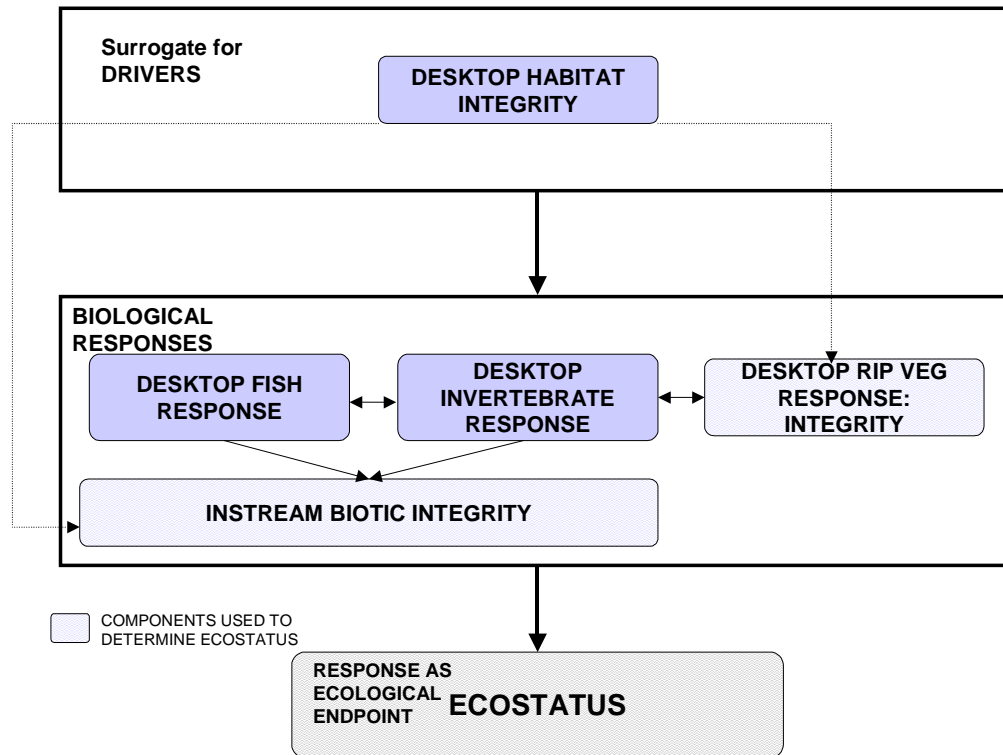 Surrogate for
DRIVERS
DESKTOP HABITAT
INTEGRITY
BIOLOGICAL
RESPONSES
DESKTOP FISH
RESPONSE
DESKTOP
INVERTEBRATE
RESPONSE
DESKTOP RIP VEG
RESPONSE:
INTEGRITY
INSTREAM BIOTIC INTEGRITY
COMPONENTS USED TO
DETERMINE ECOSTATUS
RESPONSE AS
ECOLOGICAL
ENDPOINT
ECOSTATUS